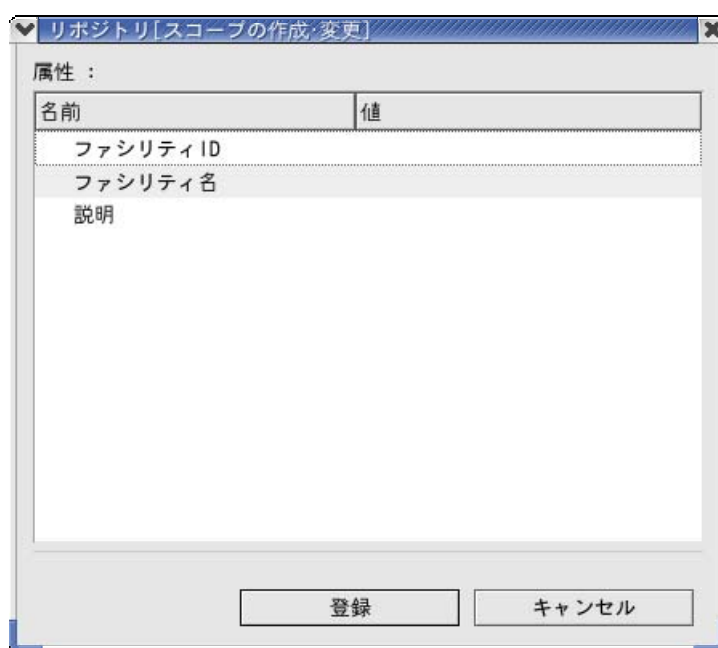 リポジトリ[スコープの作成・変更]
属性 :
名前 値
ファシリティID
ファシリティ名
説明
登録 キャンセル